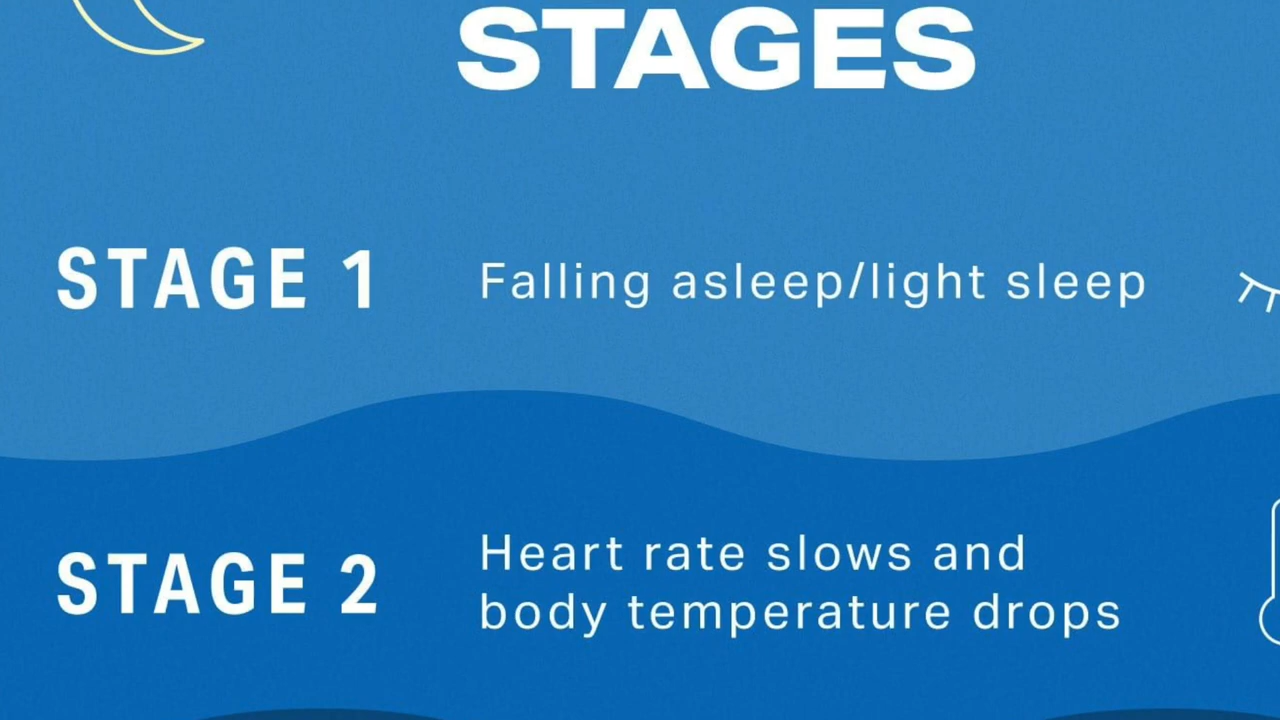 STAGES
STAGE 1
Falling asleep/light sleep
STAGE 2
Heart rate slows and
body temperature drops